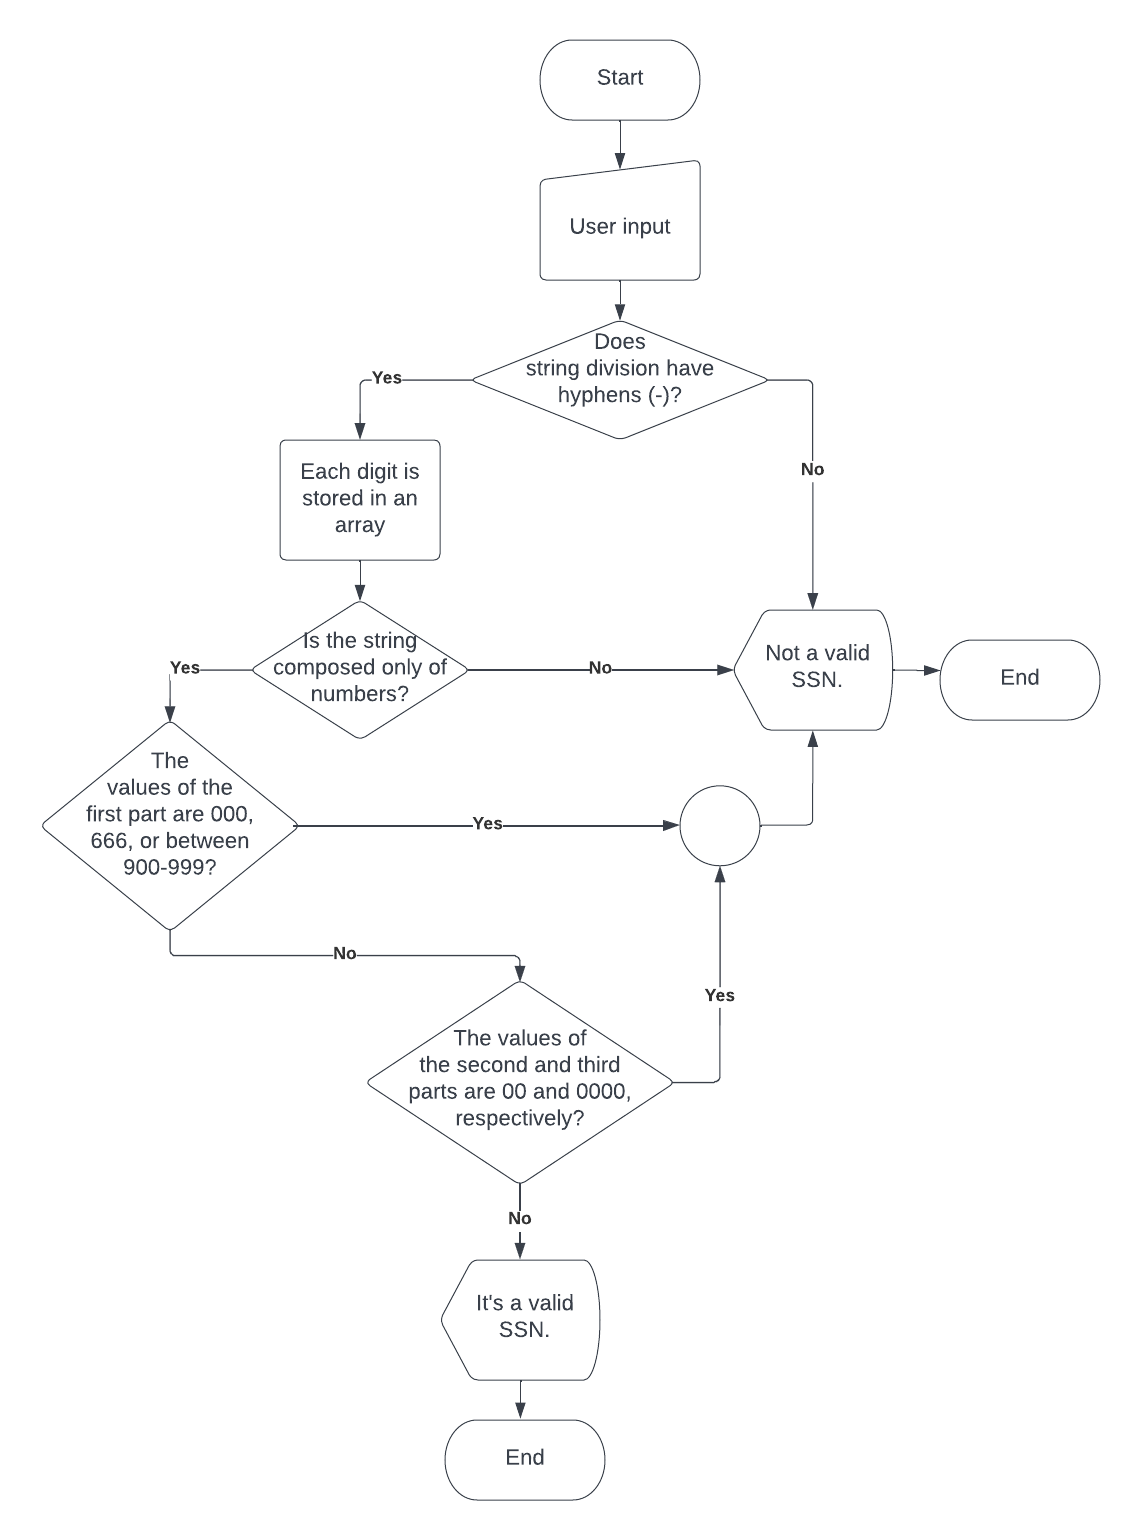 Start
User input
Does
string division have
hyphens (-)?
Yes
No
Each digit is
stored in an
array
Is the string
composed only of
numbers?
Yes
No
Not a valid
SSN.
End
The
values of the
first part are 000,
666, or between
900-999?
Yes
No
The values of
the second and third
parts are 00 and 0000,
respectively?
Yes
No
It's a valid
SSN.
End